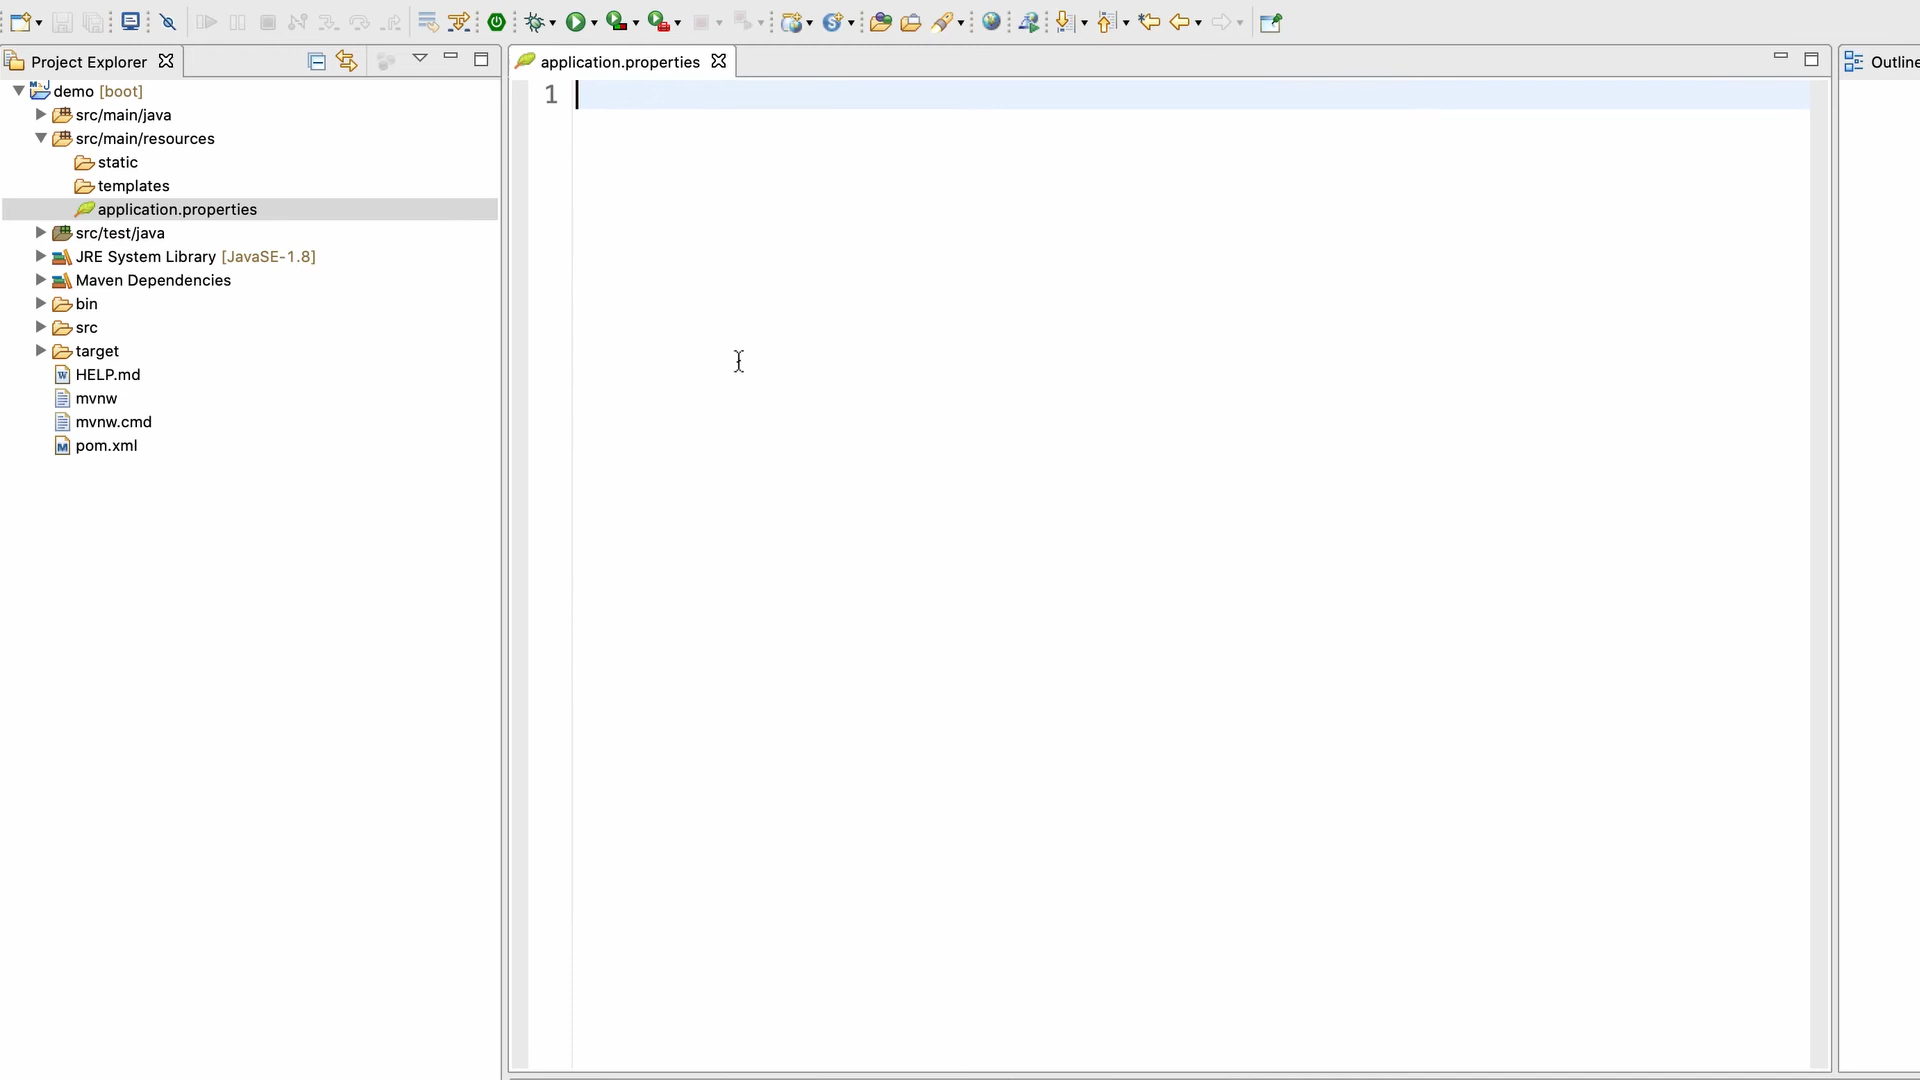 Project Explorer
application.properties
Outline
demo [boot]
1
src/main/java
src/main/resources
static
templates
application.properties
src/test/java
JRE System Library [JavaSE-1.8]
Maven Dependencies
bin
src
target
HELP.md
mvnw
mvnw.cmd
pom.xml